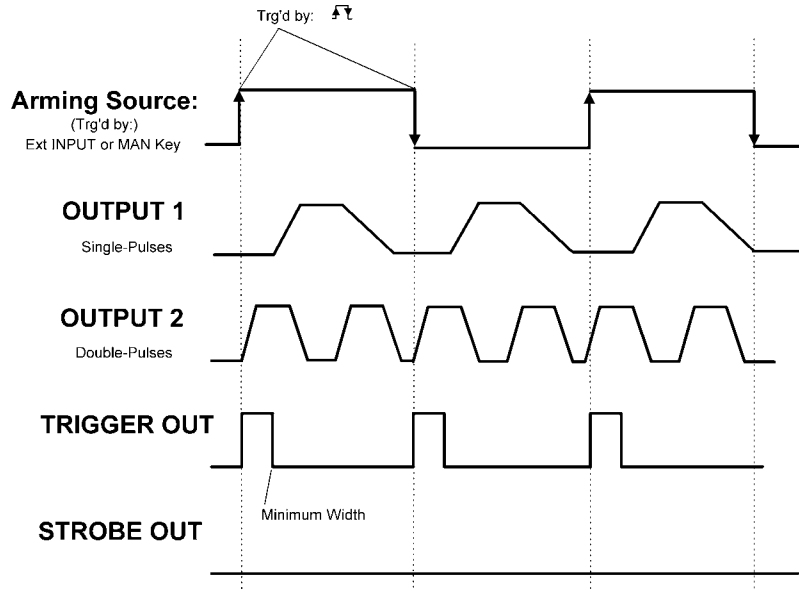 Trg'd by:
Arming Source:
(Trg'd by:)
Ext INPUT or MAN Key
OUTPUT 1
Single-Pulses
OUTPUT 2
Double-Pulses
TRIGGER OUT
Minimum Width
STROBE OUT